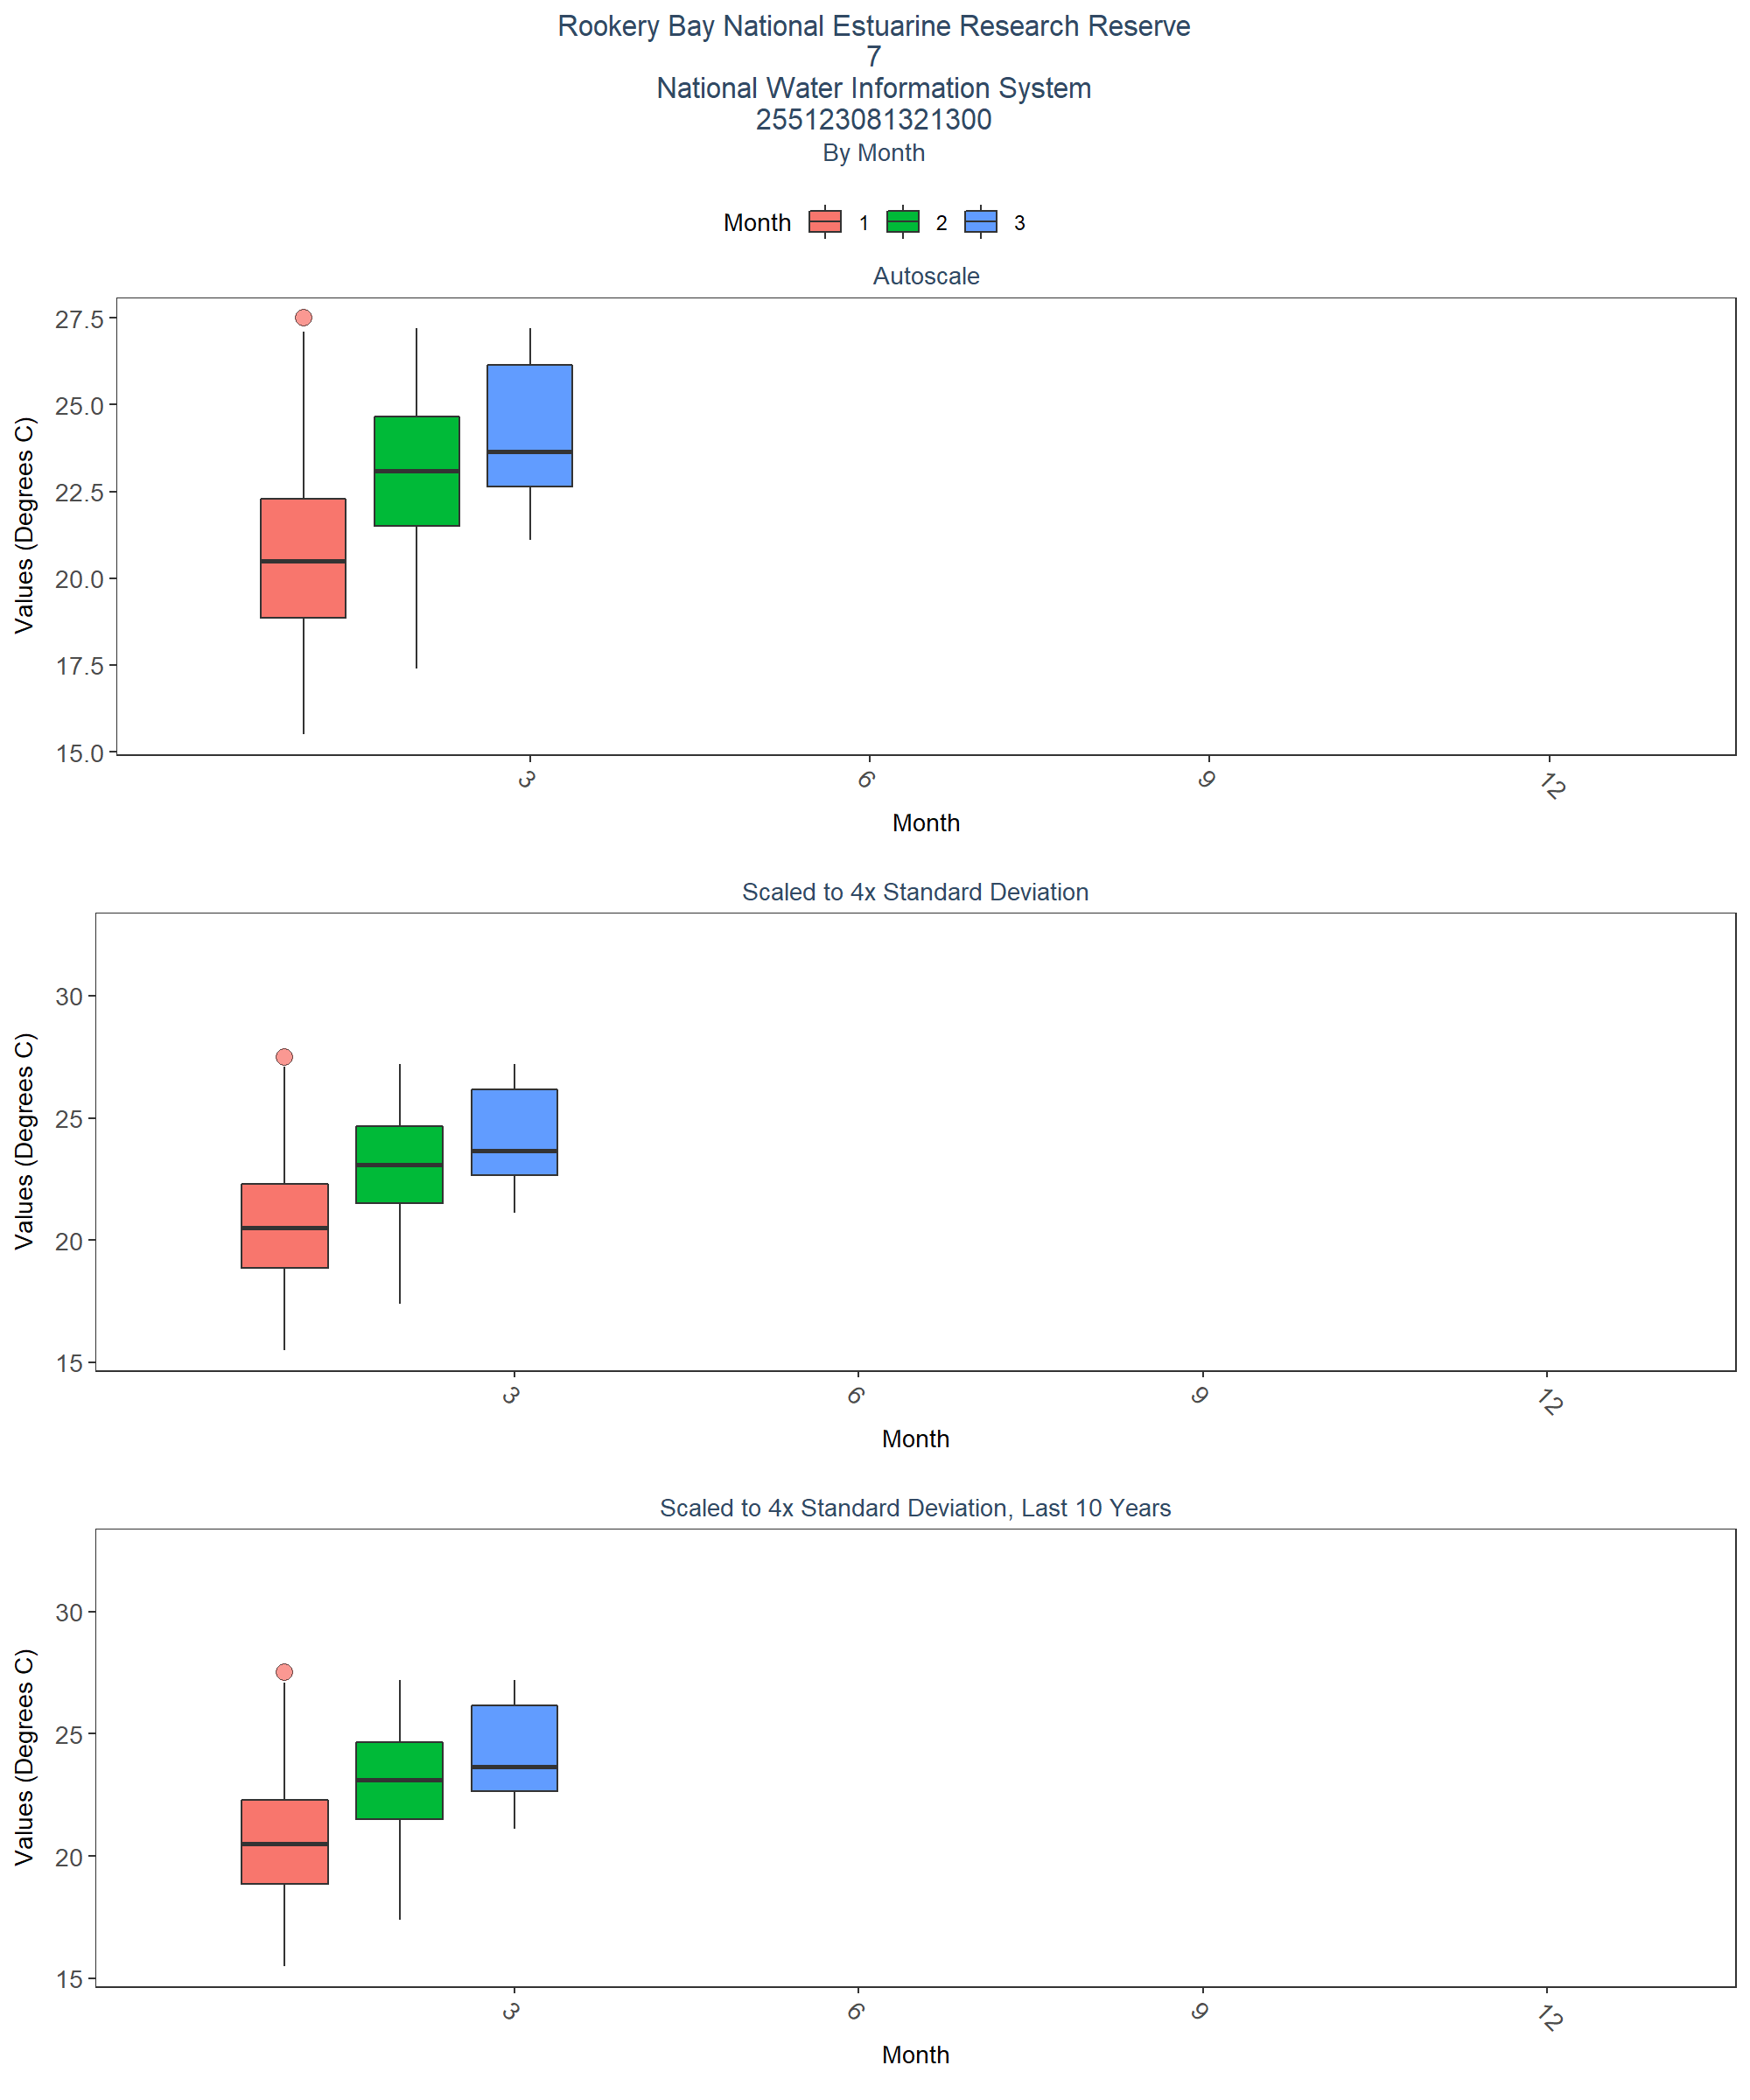 Rookery Bay National Estuarine Research Reserve
7
National Water Information System
255123081321300
By Month
Month 1 2 3
Autoscale
Values (Degrees C)
27.5
25.0
22.5
20.0
17.5
15.0
3 6 9 12
Month
Scaled to 4x Standard Deviation
Values (Degrees C)
30
25
20
15
3 6 9 12
Month
Scaled to 4x Standard Deviation, Last 10 Years
Values (Degrees C)
30
25
20
15
3 6 9 12
Month